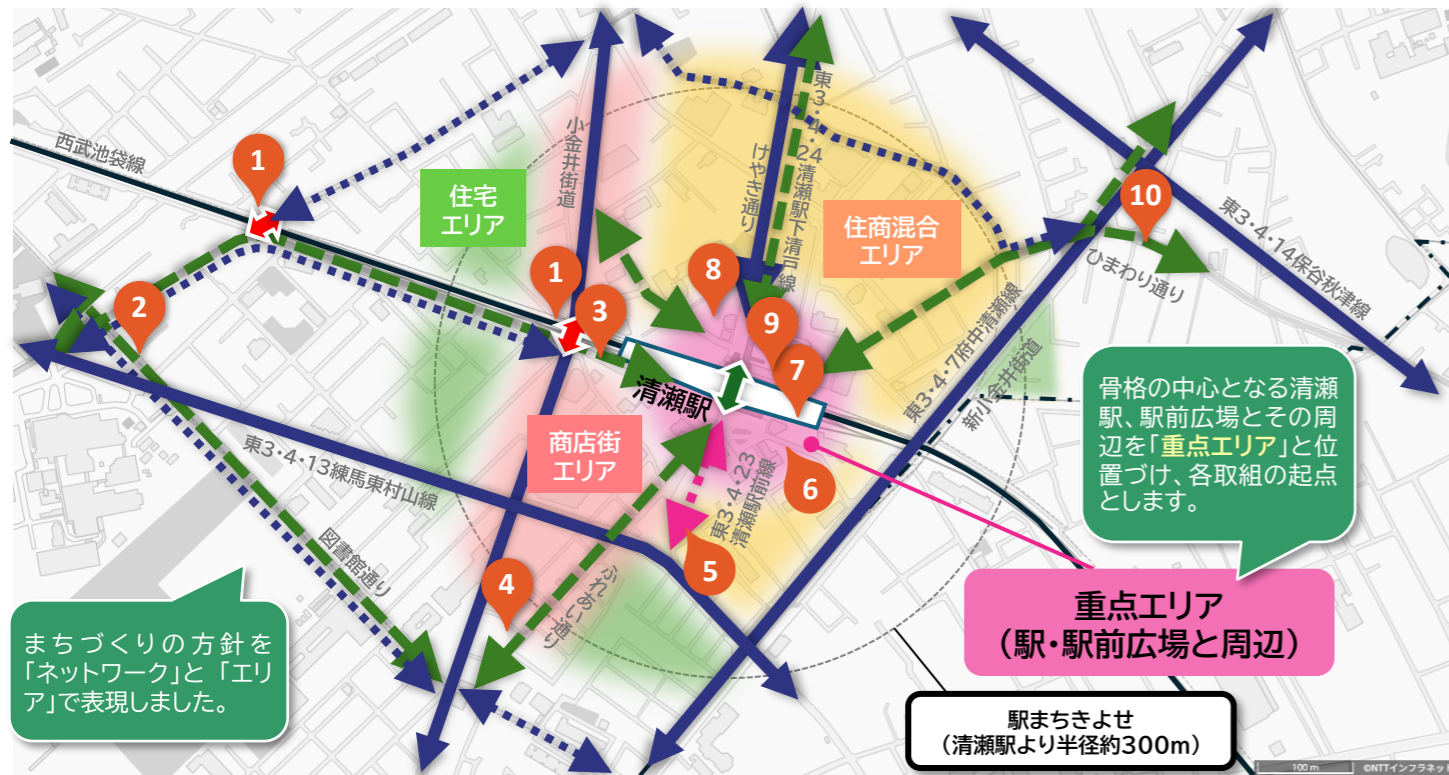 西武池袋線
1
住宅
エリア
小金井街道
けやき通り
東3・4・24清瀬駅下清戸線
住商混合
エリア
10
ひまわり通り
東3・4・14保谷秋津線
2
1
3
8
9
7
清瀬駅
東3・4・7府中清瀬線
新小金井街道
商店街
エリア
東3・4・13練馬東村山線
図書館通り
4
ふれあい通り
5
東3・4・23
清瀬駅前線
6
骨格の中心となる清瀬
駅、駅前広場とその周
辺を「重点エリア」と位
置づけ、各取組の起点
とします。
重点エリア
(駅・駅前広場と周辺)
まちづくりの方針を
「ネットワーク」と「エリ
ア」で表現しました。
駅まちきよせ
(清瀬駅より半径約300m)
100 m
©NTTインフラネット